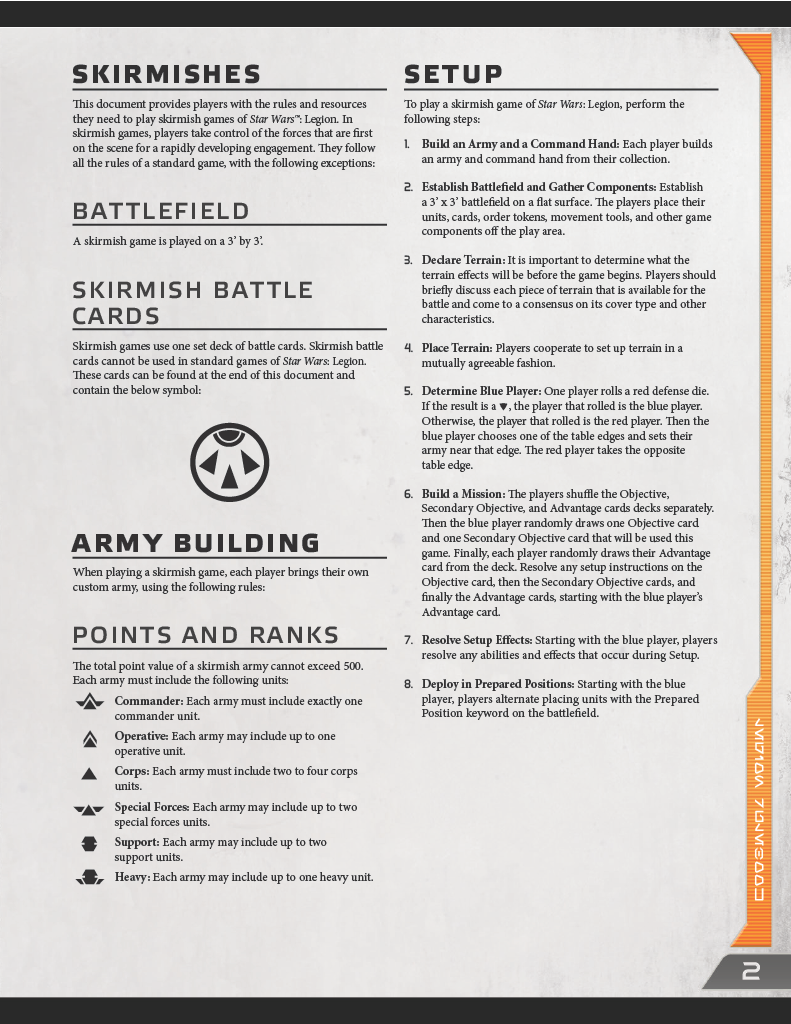 SKIRMISHES
This document provides players with the rules and resources
they need to play skirmish games of Star Wars™: Legion. In
skirmish games, players take control of the forces that are first
on the scene for a rapidly developing engagement. They follow
all the rules of a standard game, with the following exceptions:
BATTLEFIELD
A skirmish game is played on a 3’ by 3’.
SKIRMISH BATTLE
CARDS
Skirmish games use one set deck of battle cards. Skirmish battle
cards cannot be used in standard games of Star Wars: Legion.
These cards can be found at the end of this document and
contain the below symbol:
ARMY BUILDING
When playing a skirmish game, each player brings their own
custom army, using the following rules:
POINTS AND RANKS
The total point value of a skirmish army cannot exceed 500.
Each army must include the following units:
Commander: Each army must include exactly one
commander unit.
Operative: Each army may include up to one
operative unit.
Corps: Each army must include two to four corps
units.
Special Forces: Each army may include up to two
special forces units.
Support: Each army may include up to two
support units.
Heavy: Each army may include up to one heavy unit.
SETUP
To play a skirmish game of Star Wars: Legion, perform the
following steps:
1. Build an Army and a Command Hand: Each player builds
an army and command hand from their collection.
2. Establish Battlefield and Gather Components: Establish
a 3’ x 3’ battlefield on a flat surface. The players place their
units, cards, order tokens, movement tools, and other game
components off the play area.
3. Declare Terrain: It is important to determine what the
terrain effects will be before the game begins. Players should
briefly discuss each piece of terrain that is available for the
battle and come to a consensus on its cover type and other
characteristics.
4. Place Terrain: Players cooperate to set up terrain in a
mutually agreeable fashion.
5. Determine Blue Player: One player rolls a red defense die.
If the result is a , the player that rolled is the blue player.
Otherwise, the player that rolled is the red player. Then the
blue player chooses one of the table edges and sets their
army near that edge. The red player takes the opposite
table edge.
6. Build a Mission: The players shuffle the Objective,
Secondary Objective, and Advantage cards decks separately.
Then the blue player randomly draws one Objective card
and one Secondary Objective card that will be used this
game. Finally, each player randomly draws their Advantage
card from the deck. Resolve any setup instructions on the
Objective card, then the Secondary Objective cards, and
finally the Advantage cards, starting with the blue player’s
Advantage card.
7. Resolve Setup Effects: Starting with the blue player, players
resolve any abilities and effects that occur during Setup.
8. Deploy in Prepared Positions: Starting with the blue
player, players alternate placing units with the Prepared
Position keyword on the battlefield.
2